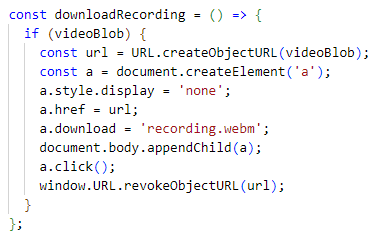 const downloadRecording = () => {
  if (videoBlob) {
    const url = URL.createObjectURL(videoBlob);
    const a = document.createElement('a');
    a.style.display = 'none';
    a.href = url;
    a.download = 'recording.webm';
    document.body.appendChild(a);
    a.click();
    window.URL.revokeObjectURL(url);
  }
};